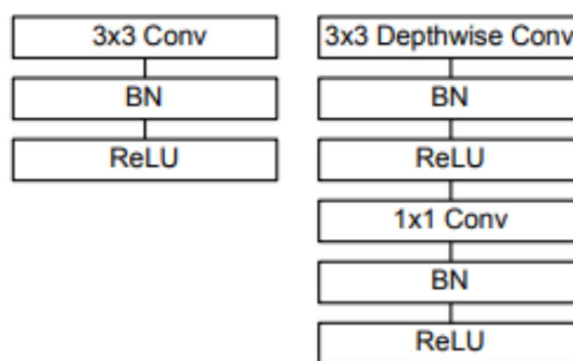 3x3 Conv
BN
ReLU
3x3 Depthwise Conv
BN
ReLU
1x1 Conv
BN
ReLU